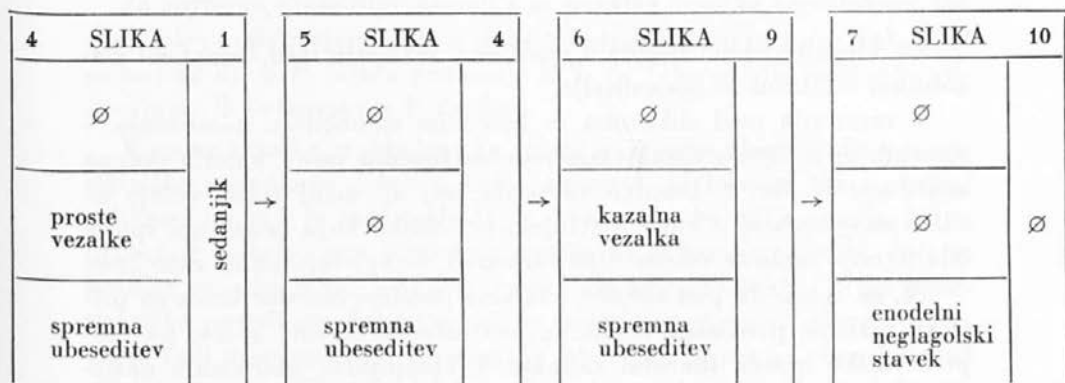 4 SLIKA 1
∅
proste
vezalke
spremna
ubeseditev
sedanjik
→
5 SLIKA 4
∅
∅
spremna
ubeseditev
→
6 SLIKA 9
∅
kazalna
vezalka
spremna
ubeseditev
→
7 SLIKA 10
∅
∅
enodelni
neglagolski
stavek
∅